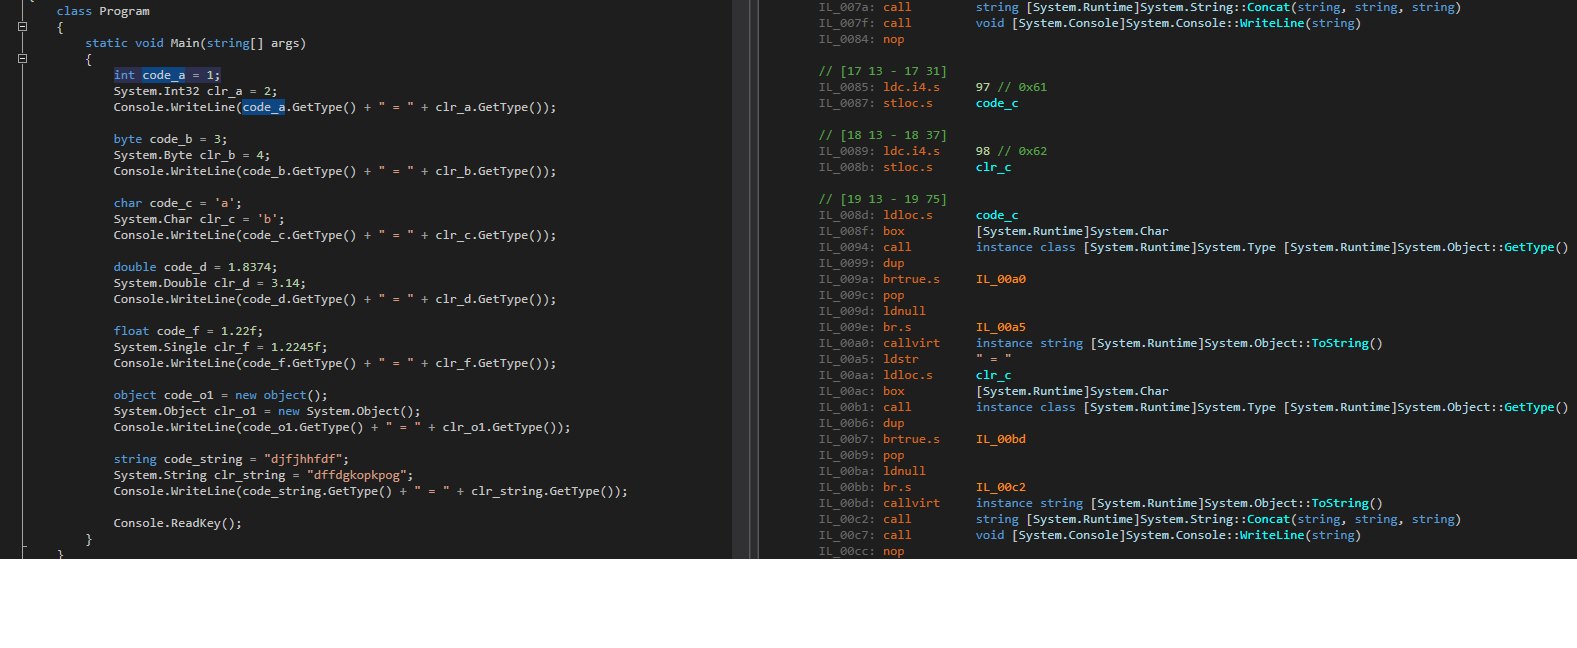 class Program
{
static void Main(string[] args)
{
int code_a = 1;
System.Int32 clr_a = 2;
Console.WriteLine(code_a.GetType() + " = " + clr_a.GetType());
byte code_b = 3;
System.Byte clr_b = 4;
Console.WriteLine(code_b.GetType() + " = " + clr_b.GetType());
char code_c = 'a';
System.Char clr_c = 'b';
Console.WriteLine(code_c.GetType() + " = " + clr_c.GetType());
double code_d = 1.8374;
System.Double clr_d = 3.14;
Console.WriteLine(code_d.GetType() + " = " + clr_d.GetType());
float code_f = 1.22f;
System.Single clr_f = 1.2245f;
Console.WriteLine(code_f.GetType() + " = " + clr_f.GetType());
object code_o1 = new object();
System.Object clr_o1 = new System.Object();
Console.WriteLine(code_o1.GetType() + " = " + clr_o1.GetType());
string code_string = "djfjhhfdf";
System.String clr_string = "dffdgkopkpog";
Console.WriteLine(code_string.GetType() + " = " + clr_string.GetType());
Console.ReadKey();
}
}
IL_007a: call string [System.Runtime]System.String::Concat(string, string, string)
IL_007f: call void [System.Console]System.Console::WriteLine(string)
IL_0084: nop
// [17 13 - 17 31]
IL_0085: ldc.i4.s 97 // 0x61
IL_0087: stloc.s code_c
// [18 13 - 18 37]
IL_0089: ldc.i4.s 98 // 0x62
IL_008b: stloc.s clr_c
// [19 13 - 19 75]
IL_008d: ldloc.s code_c
IL_008f: box [System.Runtime]System.Char
IL_0094: call instance class [System.Runtime]System.Type [System.Runtime]System.Object::GetType()
IL_0099: dup
IL_009a: brtrue.s IL_00a0
IL_009c: pop
IL_009d: ldnull
IL_009e: br.s IL_00a5
IL_00a0: callvirt instance string [System.Runtime]System.Object::ToString()
IL_00a5: ldstr " = "
IL_00aa: ldloc.s clr_c
IL_00ac: box [System.Runtime]System.Char
IL_00b1: call instance class [System.Runtime]System.Type [System.Runtime]System.Object::GetType()
IL_00b6: dup
IL_00b7: brtrue.s IL_00bd
IL_00b9: pop
IL_00ba: ldnull
IL_00bb: br.s IL_00c2
IL_00bd: callvirt instance string [System.Runtime]System.Object::ToString()
IL_00c2: call string [System.Runtime]System.String::Concat(string, string, string)
IL_00c7: call void [System.Console]System.Console::WriteLine(string)
IL_00cc: nop